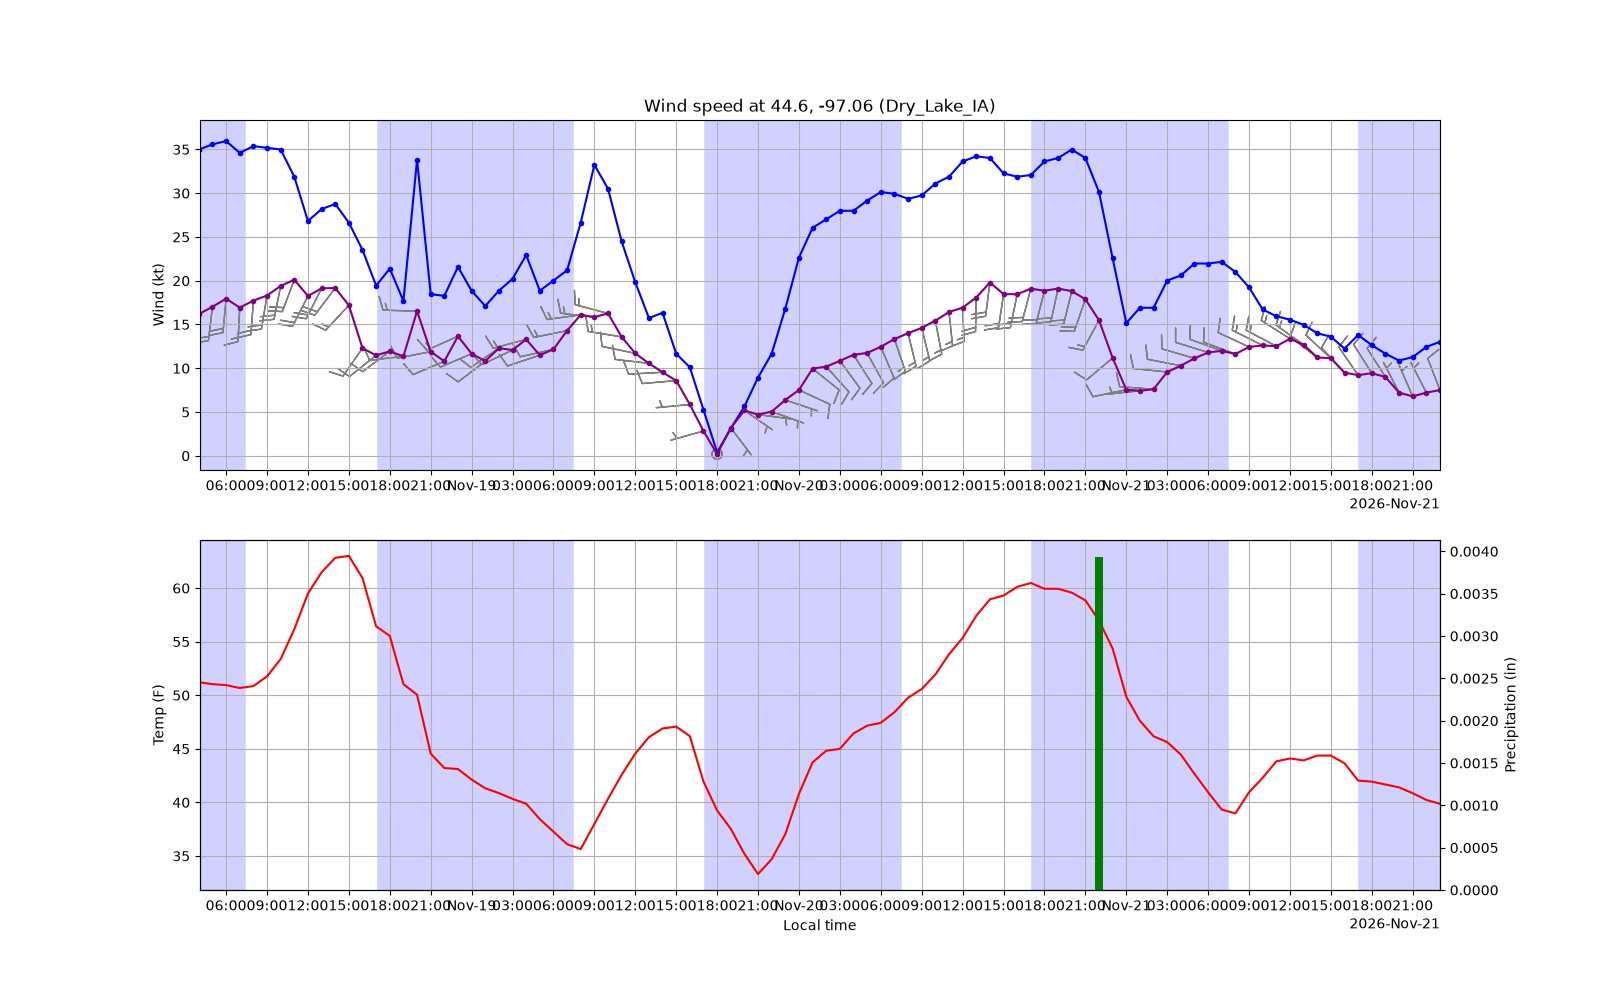 Wind speed at 44.6, -97.06 (Dry_Lake_IA)
Wind (kt)
35
30
25
20
15
10
5
0
06:00 09:00 12:00 15:00 18:00 21:00 Nov-19 03:00 06:00 09:00 12:00 15:00 18:00 21:00 Nov-20 03:00 06:00 09:00 12:00 15:00 18:00 21:00 Nov-21 03:00 06:00 09:00 12:00 15:00 18:00 21:00
2026-Nov-21
Temp (F)
60
55
50
45
40
35
0.0040
0.0035
0.0030
0.0025
0.0020
0.0015
0.0010
0.0005
0.0000
Precipitation (in)
06:00 09:00 12:00 15:00 18:00 21:00 Nov-19 03:00 06:00 09:00 12:00 15:00 18:00 21:00 Nov-20 03:00 06:00 09:00 12:00 15:00 18:00 21:00 Nov-21 03:00 06:00 09:00 12:00 15:00 18:00 21:00
Local time
2026-Nov-21